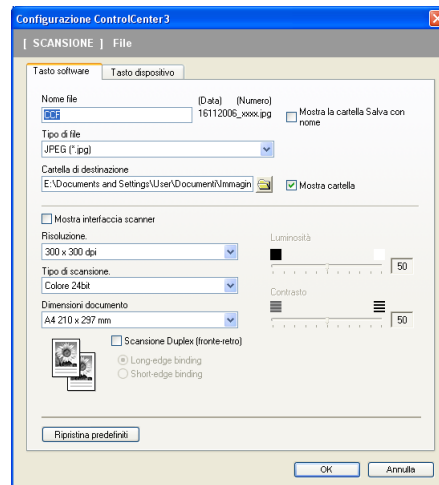 Configurazione ControlCenter3
[ SCANSIONE ] File
Tasto software Tasto dispositivo
Nome file (Data) (Numero)
CCF 16112006_xxxx.jpg Mostra la cartella Salva con nome
Tipo di file
JPEG (*.jpg)
Cartella di destinazione
E:\Documents and Settings\User\Documenti\Immagin Mostra cartella
Mostra interfaccia scanner
Risoluzione. Luminosità
300 x 300 dpi 50
Tipo di scansione.
Colore 24bit Contrasto
Dimensioni documento
A4 210 x 297 mm 50
Scansione Duplex (fronte-retro)
Long-edge binding
Short-edge binding
Ripristina predefiniti
OK Annulla